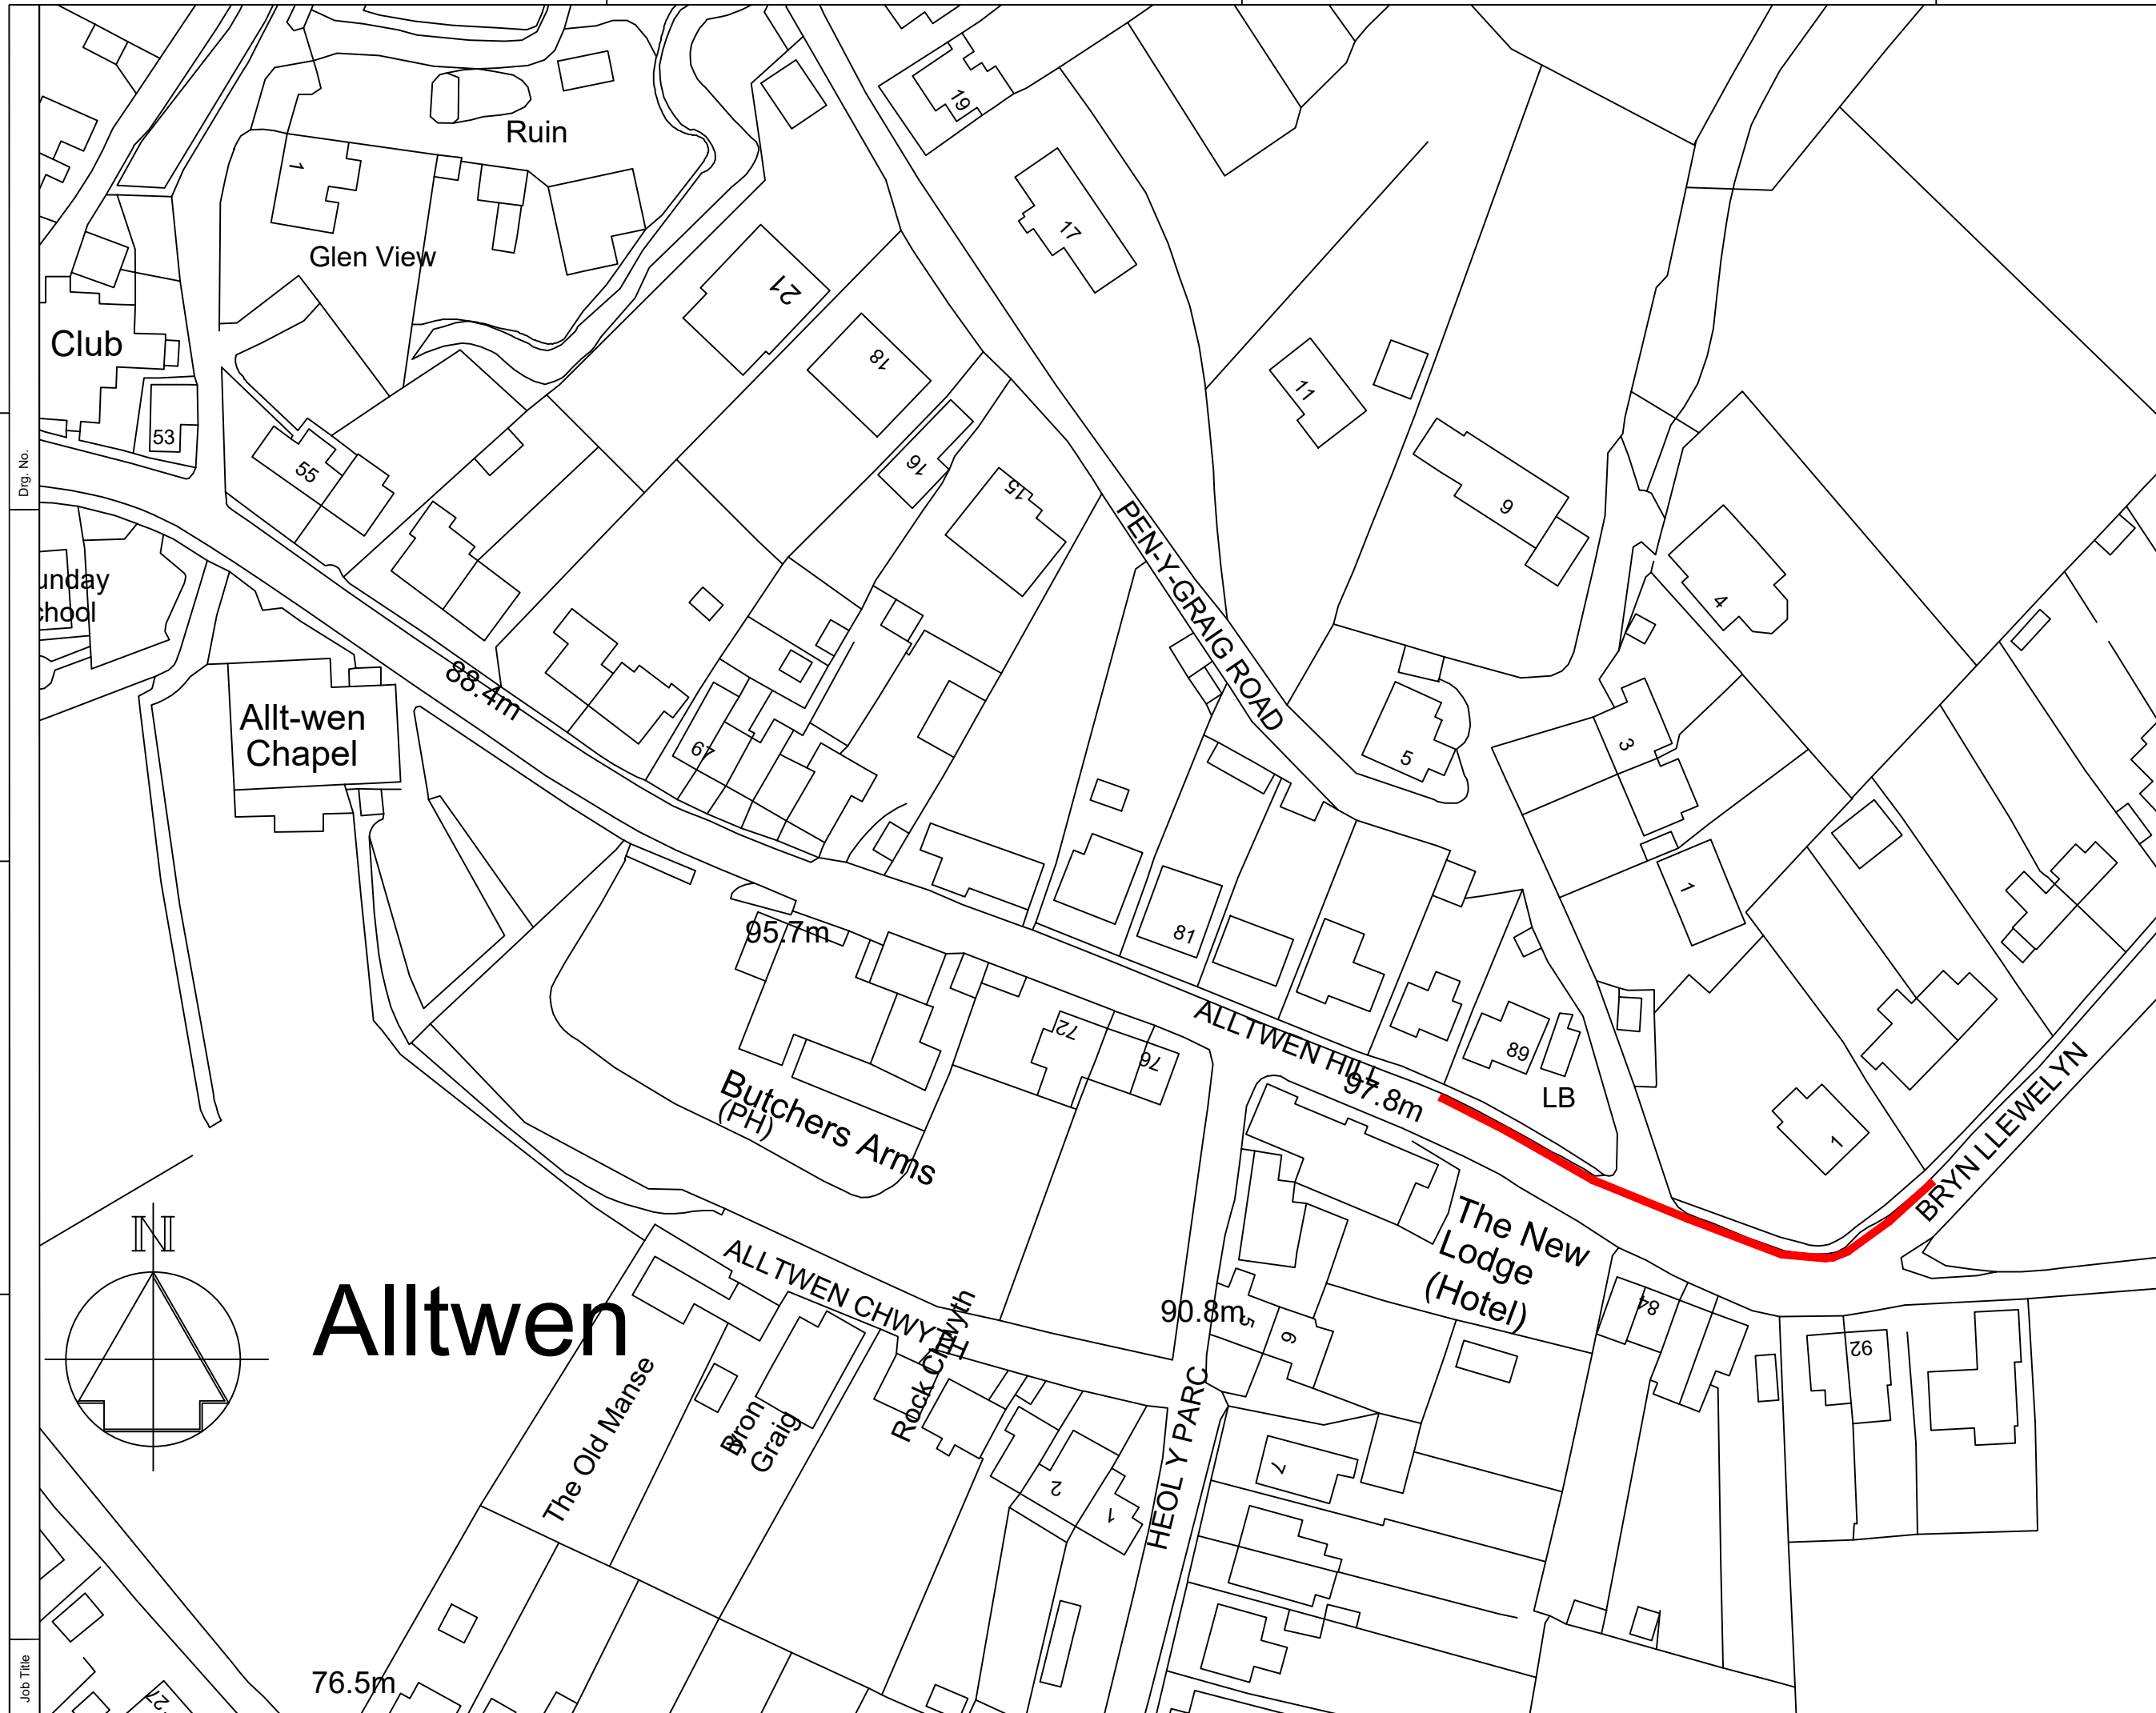 19
Ruin
1
17
Glen View
21
Club
18
11
53
16
55
15
9
Drg. No.
PEN-Y-GRAIG ROAD
unday
chool
4
88.4m
Allt-wen
Chapel
67
5
3
1
95.7m
81
ALLTWEN HILL
72
76
89
97.8m
LB
BRYN LLEWELYN
1
Butchers Arms
(PH)
The New
Lodge
(Hotel)
N
ALLTWEN CHWYTH
Alltwen
90.8m
5
6
84
92
Rock Chwyth
The Old Manse
Bryn
Graig
HEOL Y PARC
7
2
1
76.5m
27
Job Title